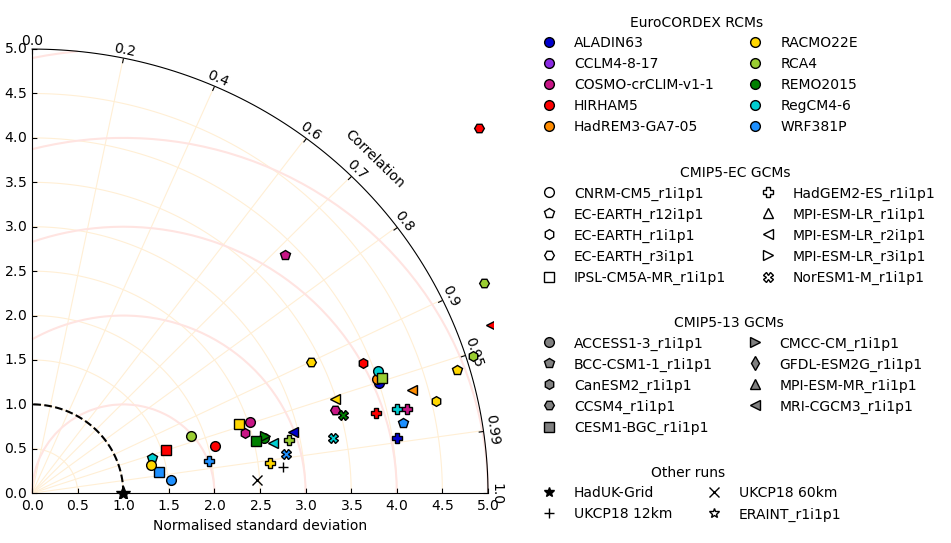 EuroCORDEX RCMs
ALADIN63
CCLM4-8-17
COSMO-crCLIM-v1-1
HIRHAM5
HadREM3-GA7-05
RACMO22E
RCA4
REMO2015
RegCM4-6
WRF381P
CMIP5-EC GCMs
CNRM-CM5_r1i1p1
EC-EARTH_r12i1p1
EC-EARTH_r1i1p1
EC-EARTH_r3i1p1
IPSL-CM5A-MR_r1i1p1
HadGEM2-ES_r1i1p1
MPI-ESM-LR_r1i1p1
MPI-ESM-LR_r2i1p1
MPI-ESM-LR_r3i1p1
NorESM1-M_r1i1p1
CMIP5-13 GCMs
ACCESS1-3_r1i1p1
BCC-CSM1-1_r1i1p1
CanESM2_r1i1p1
CCSM4_r1i1p1
CESM1-BGC_r1i1p1
CMCC-CM_r1i1p1
GFDL-ESM2G_r1i1p1
MPI-ESM-MR_r1i1p1
MRI-CGCM3_r1i1p1
Other runs
HadUK-Grid
UKCP18 12km
UKCP18 60km
ERAINT_r1i1p1
0.0
0.2
0.4
0.6
0.7
0.8
0.9
0.95
0.99
1.0
Correlation
5.0
4.5
4.0
3.5
3.0
2.5
2.0
1.5
1.0
0.5
0.0
0.0 0.5 1.0 1.5 2.0 2.5 3.0 3.5 4.0 4.5 5.0
Normalised standard deviation